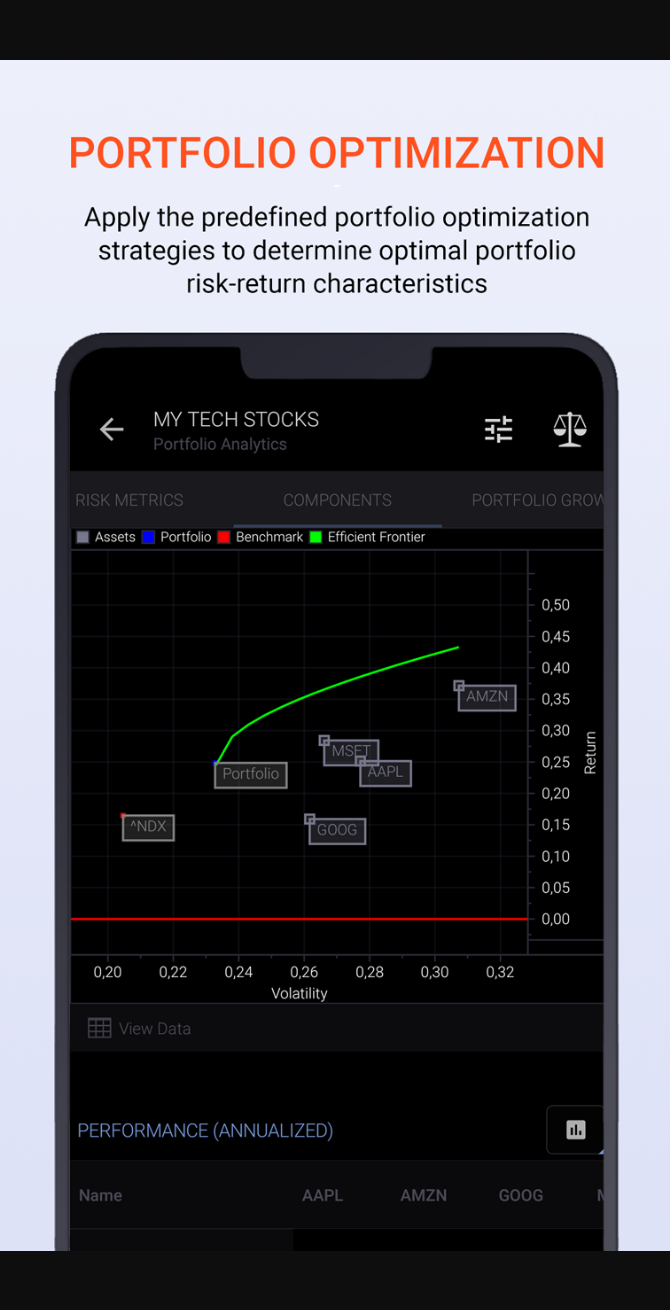 PORTFOLIO OPTIMIZATION
Apply the predefined portfolio optimization
strategies to determine optimal portfolio
risk-return characteristics
MY TECH STOCKS
Portfolio Analytics
RISK METRICS COMPONENTS PORTFOLIO GROW
Assets Portfolio Benchmark Efficient Frontier
0,50
0,45
0,40
0,35
0,30
0,25
0,20
0,15
0,10
0,05
0,00
Return
AMZN
MSFT
AAPL
Portfolio
^NDX
GOOG
0,20 0,22 0,24 0,26 0,28 0,30 0,32
Volatility
View Data
PERFORMANCE (ANNUALIZED)
Name AAPL AMZN GOOG